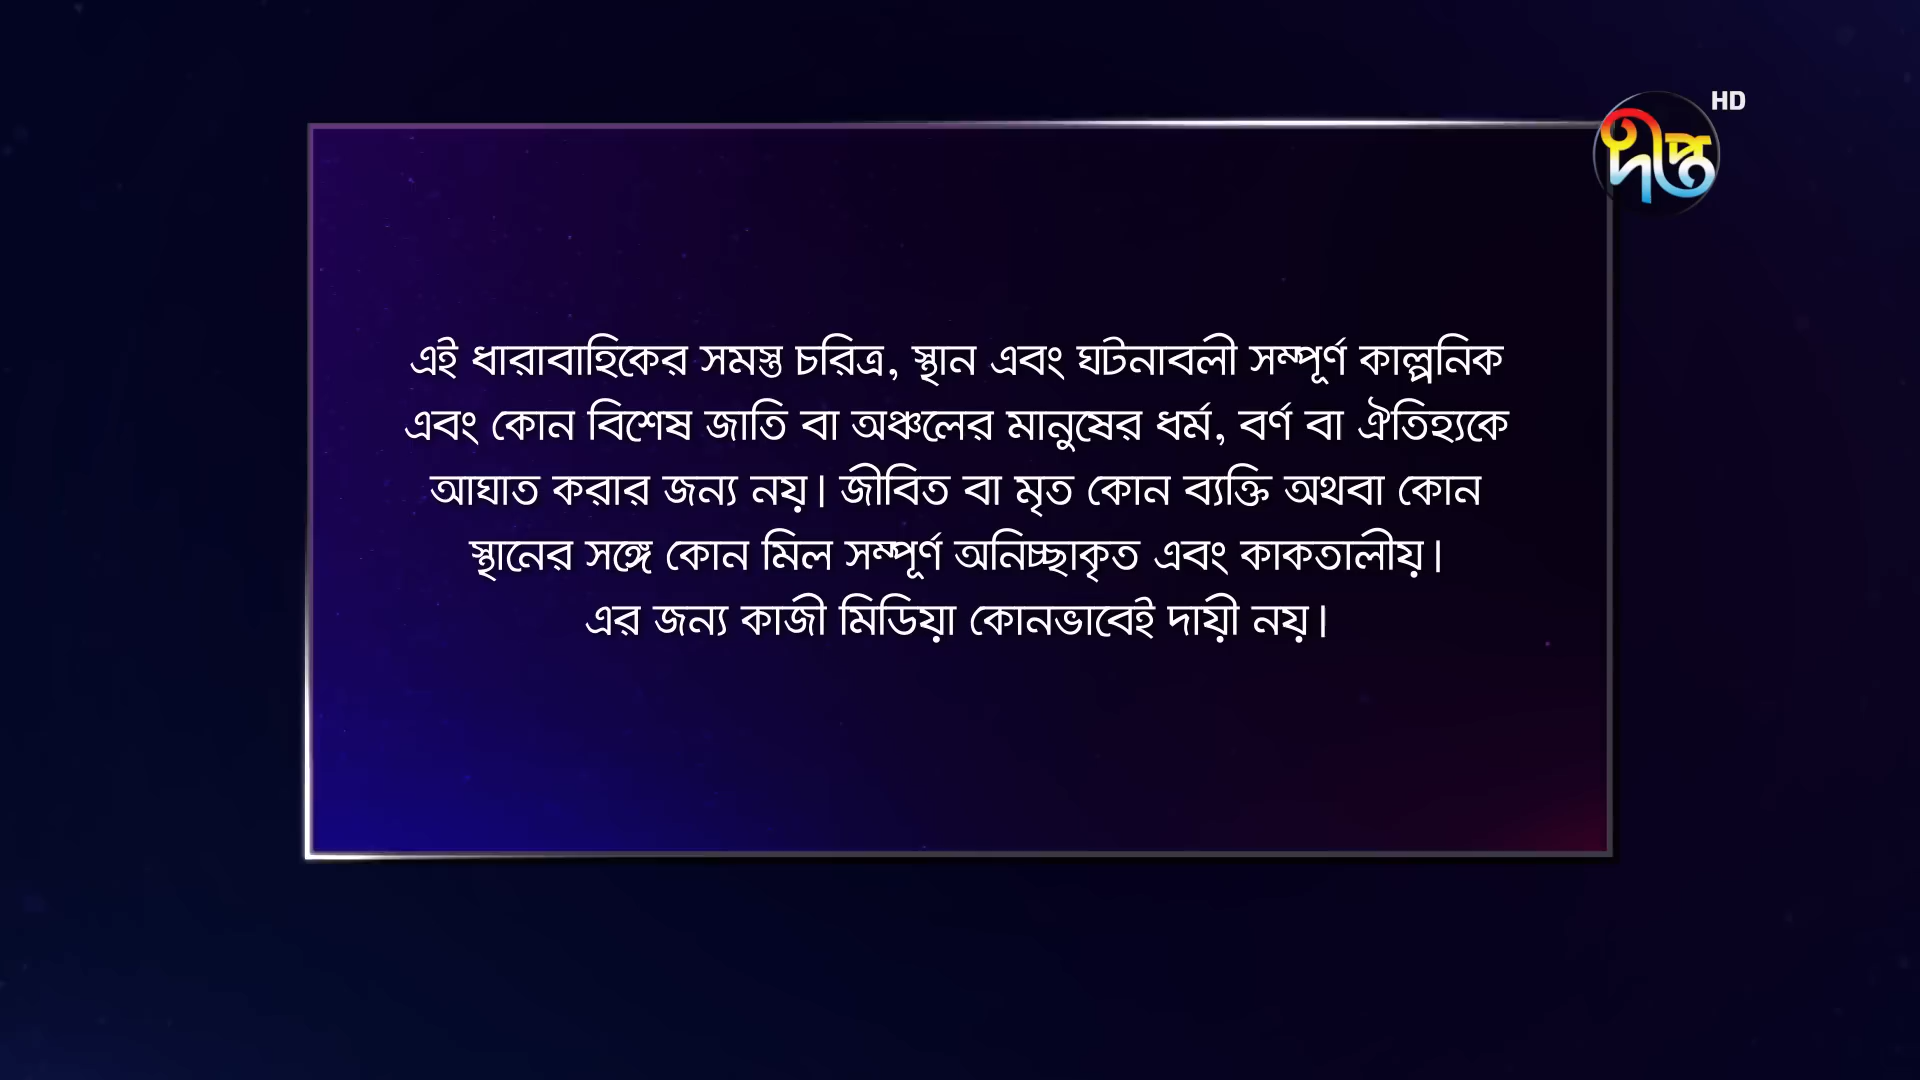 HD
দীপ্ত
এই ধারাবাহিকের সমস্ত চরিত্র, স্থান এবং ঘটনাবলী সম্পূর্ণ কাল্পনিক
এবং কোন বিশেষ জাতি বা অঞ্চলের মানুষের ধর্ম, বর্ণ বা ঐতিহ্যকে
আঘাত করার জন্য নয়। জীবিত বা মৃত কোন ব্যক্তি অথবা কোন
স্থানের সঙ্গে কোন মিল সম্পূর্ণ অনিচ্ছাকৃত এবং কাকতালীয়।
এর জন্য কাজী মিডিয়া কোনভাবেই দায়ী নয়।